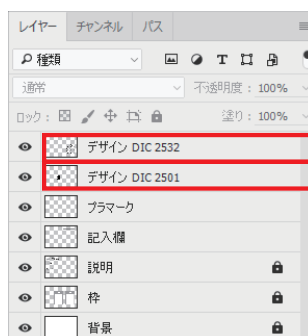 レイヤー チャンネル パス
種類
通常 不透明度： 100%
ロック： 塗り： 100%
デザイン DIC 2532
デザイン DIC 2501
プラマーク
記入欄
説明
枠
背景